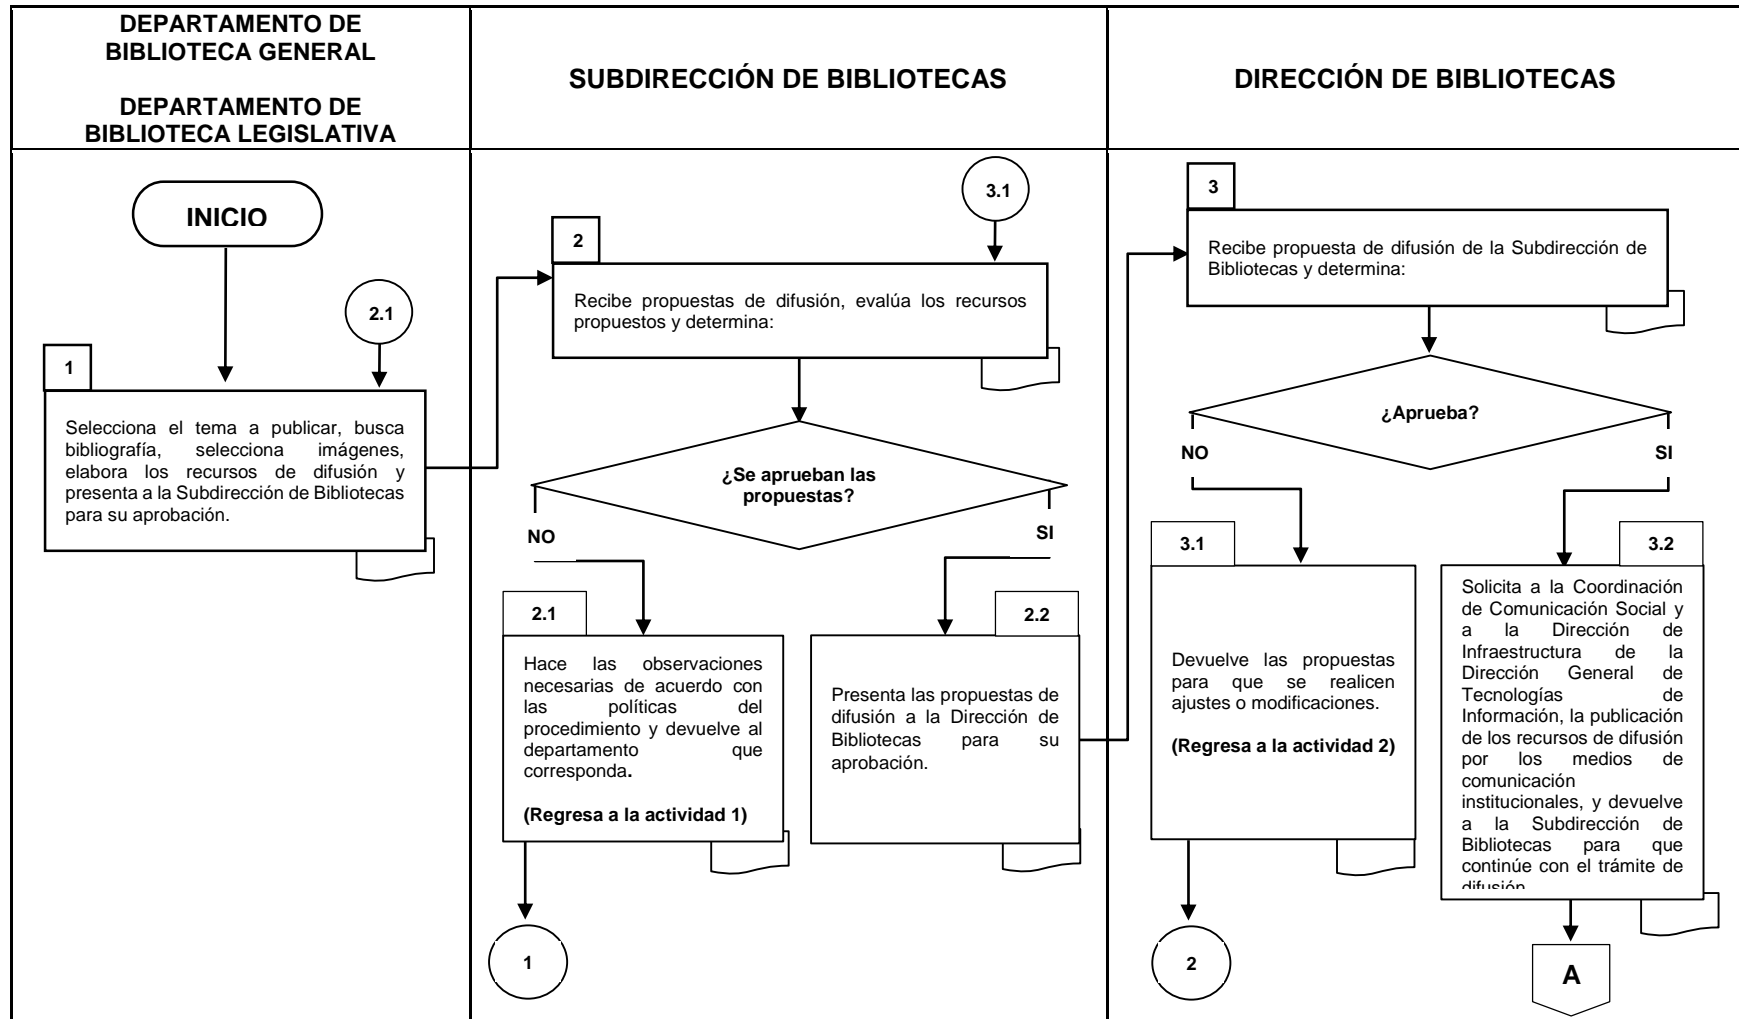 DEPARTAMENTO DE
BIBLIOTECA GENERAL
DEPARTAMENTO DE
BIBLIOTECA LEGISLATIVA
SUBDIRECCIÓN DE BIBLIOTECAS
DIRECCIÓN DE BIBLIOTECAS
INICIO
2.1
1
Selecciona el tema a publicar, busca
bibliografía, selecciona imágenes,
elabora los recursos de difusión y
presenta a la Subdirección de Bibliotecas
para su aprobación.
3.1
2
Recibe propuestas de difusión, evalúa los recursos
propuestos y determina:
¿Se aprueban las
propuestas?
NO
SI
2.1
Hace las observaciones
necesarias de acuerdo con
las políticas del
procedimiento y devuelve al
departamento que
corresponda.
(Regresa a la actividad 1)
1
2.2
Presenta las propuestas de
difusión a la Dirección de
Bibliotecas para su
aprobación.
3
Recibe propuesta de difusión de la Subdirección de
Bibliotecas y determina:
¿Aprueba?
NO
SI
3.1
Devuelve las propuestas
para que se realicen
ajustes o modificaciones.
(Regresa a la actividad 2)
2
3.2
Solicita a la Coordinación
de Comunicación Social y
a la Dirección de
Infraestructura de la
Dirección General de
Tecnologías de
Información, la publicación
de los recursos de difusión
por los medios de
comunicación
institucionales, y devuelve
a la Subdirección de
Bibliotecas para que
continúe con el trámite de
difusión
A